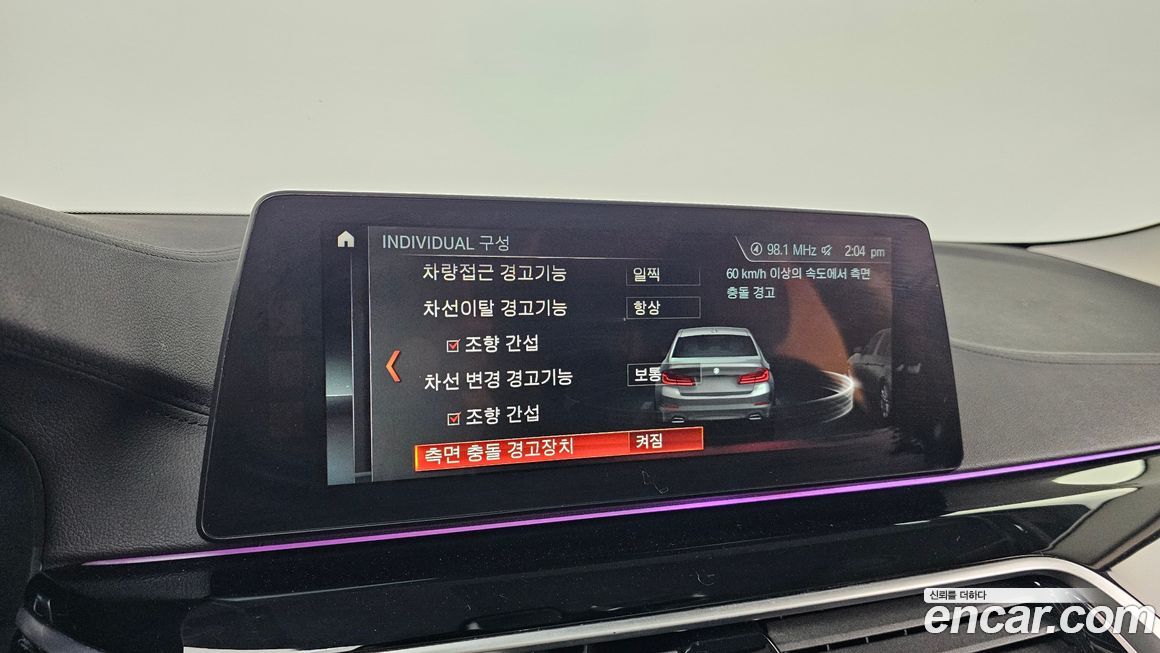 INDIVIDUAL 구성
98.1 MHz 2:04 pm
차량접근 경고기능 일찍
60 km/h 이상의 속도에서 측면
충돌 경고
차선이탈 경고기능 항상
조향 간섭
차선 변경 경고기능 보통
조향 간섭
측면 충돌 경고장치 켜짐
신뢰를 더하다
encar.com